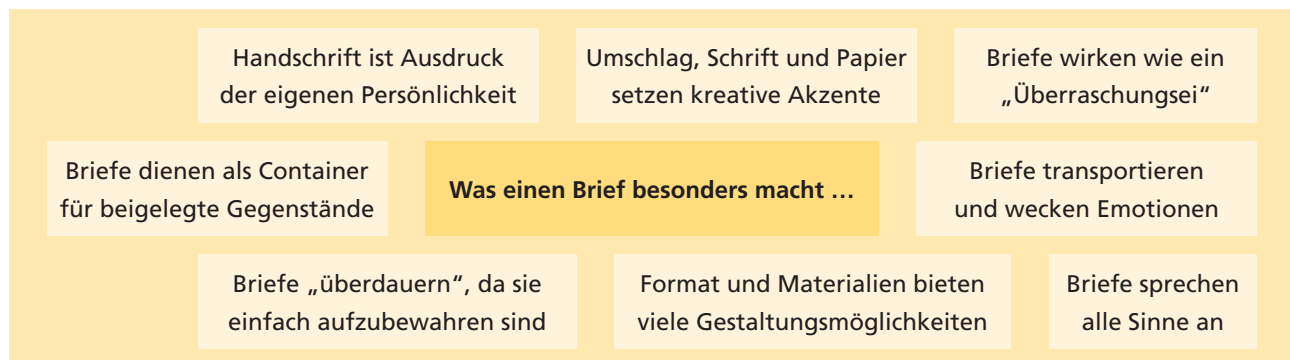 Handschrift ist Ausdruck
der eigenen Persönlichkeit
Umschlag, Schrift und Papier
setzen kreative Akzente
Briefe wirken wie ein
„Überraschungsei“
Briefe dienen als Container
für beigelegte Gegenstände
Was einen Brief besonders macht …
Briefe transportieren
und wecken Emotionen
Briefe „überdauern“, da sie
einfach aufzubewahren sind
Format und Materialien bieten
viele Gestaltungsmöglichkeiten
Briefe sprechen
alle Sinne an